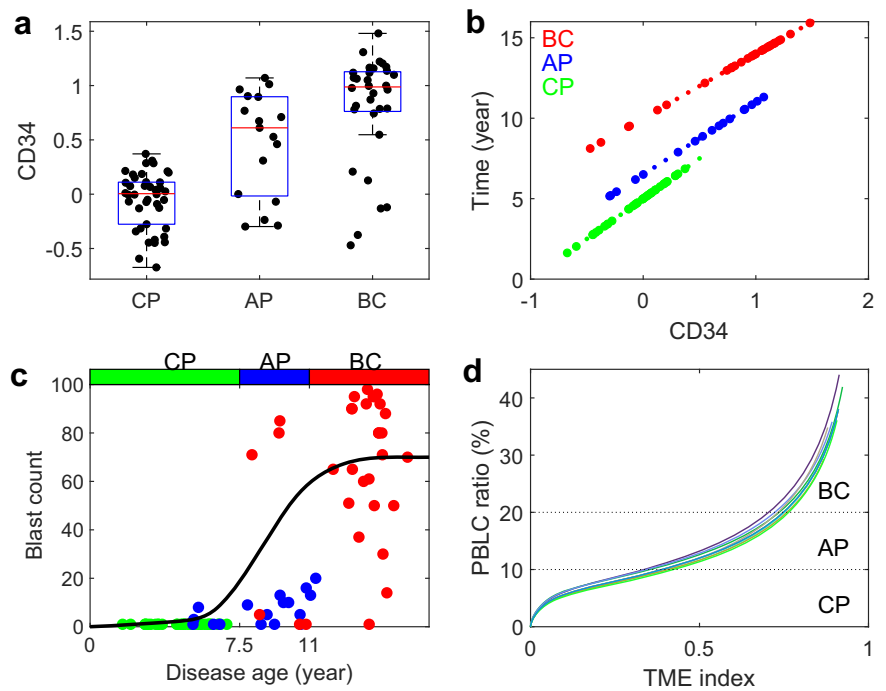 a
CD34
1.5
1
0.5
0
-0.5
CP
AP
BC
b
BC
AP
CP
Time (year)
15
10
5
0
-1
0
1
2
CD34
c
CP
AP
BC
Blast count
100
80
60
40
20
0
0
7.5
11
Disease age (year)
d
PBLC ratio (%)
40
30
20
10
0
BC
AP
CP
0
0.5
1
TME index